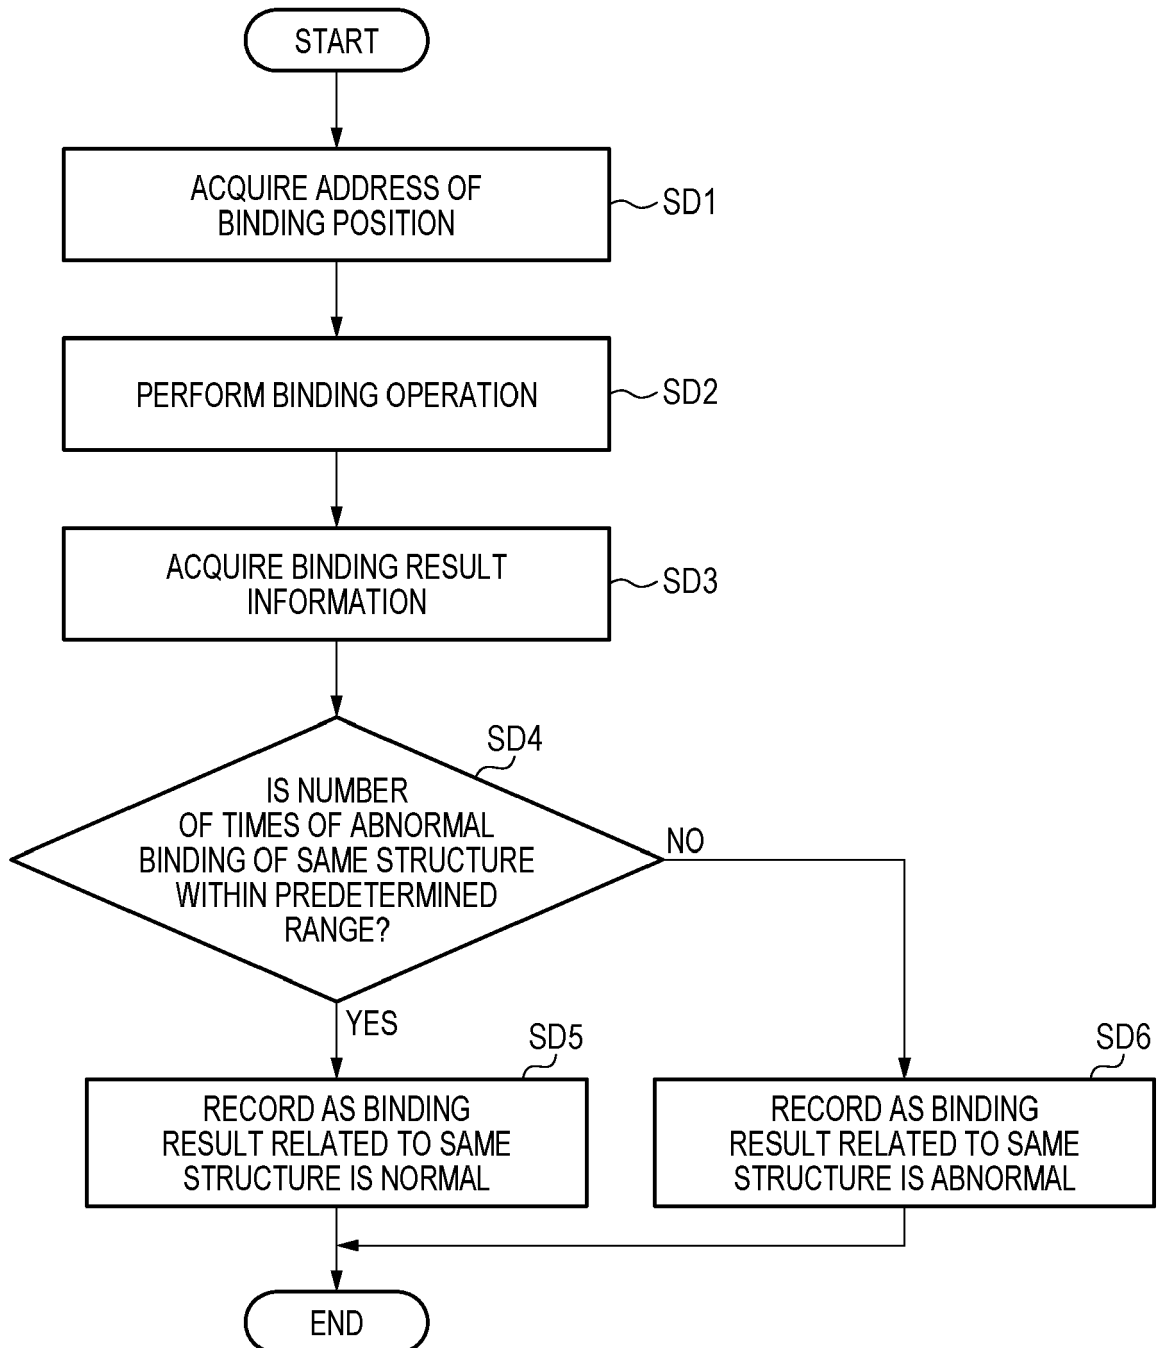 START
ACQUIRE ADDRESS OF
BINDING POSITION
SD1
PERFORM BINDING OPERATION
SD2
ACQUIRE BINDING RESULT
INFORMATION
SD3
SD4
IS NUMBER
OF TIMES OF ABNORMAL
BINDING OF SAME STRUCTURE
WITHIN PREDETERMINED
RANGE?
NO
YES
SD5
RECORD AS BINDING
RESULT RELATED TO SAME
STRUCTURE IS NORMAL
SD6
RECORD AS BINDING
RESULT RELATED TO SAME
STRUCTURE IS ABNORMAL
END